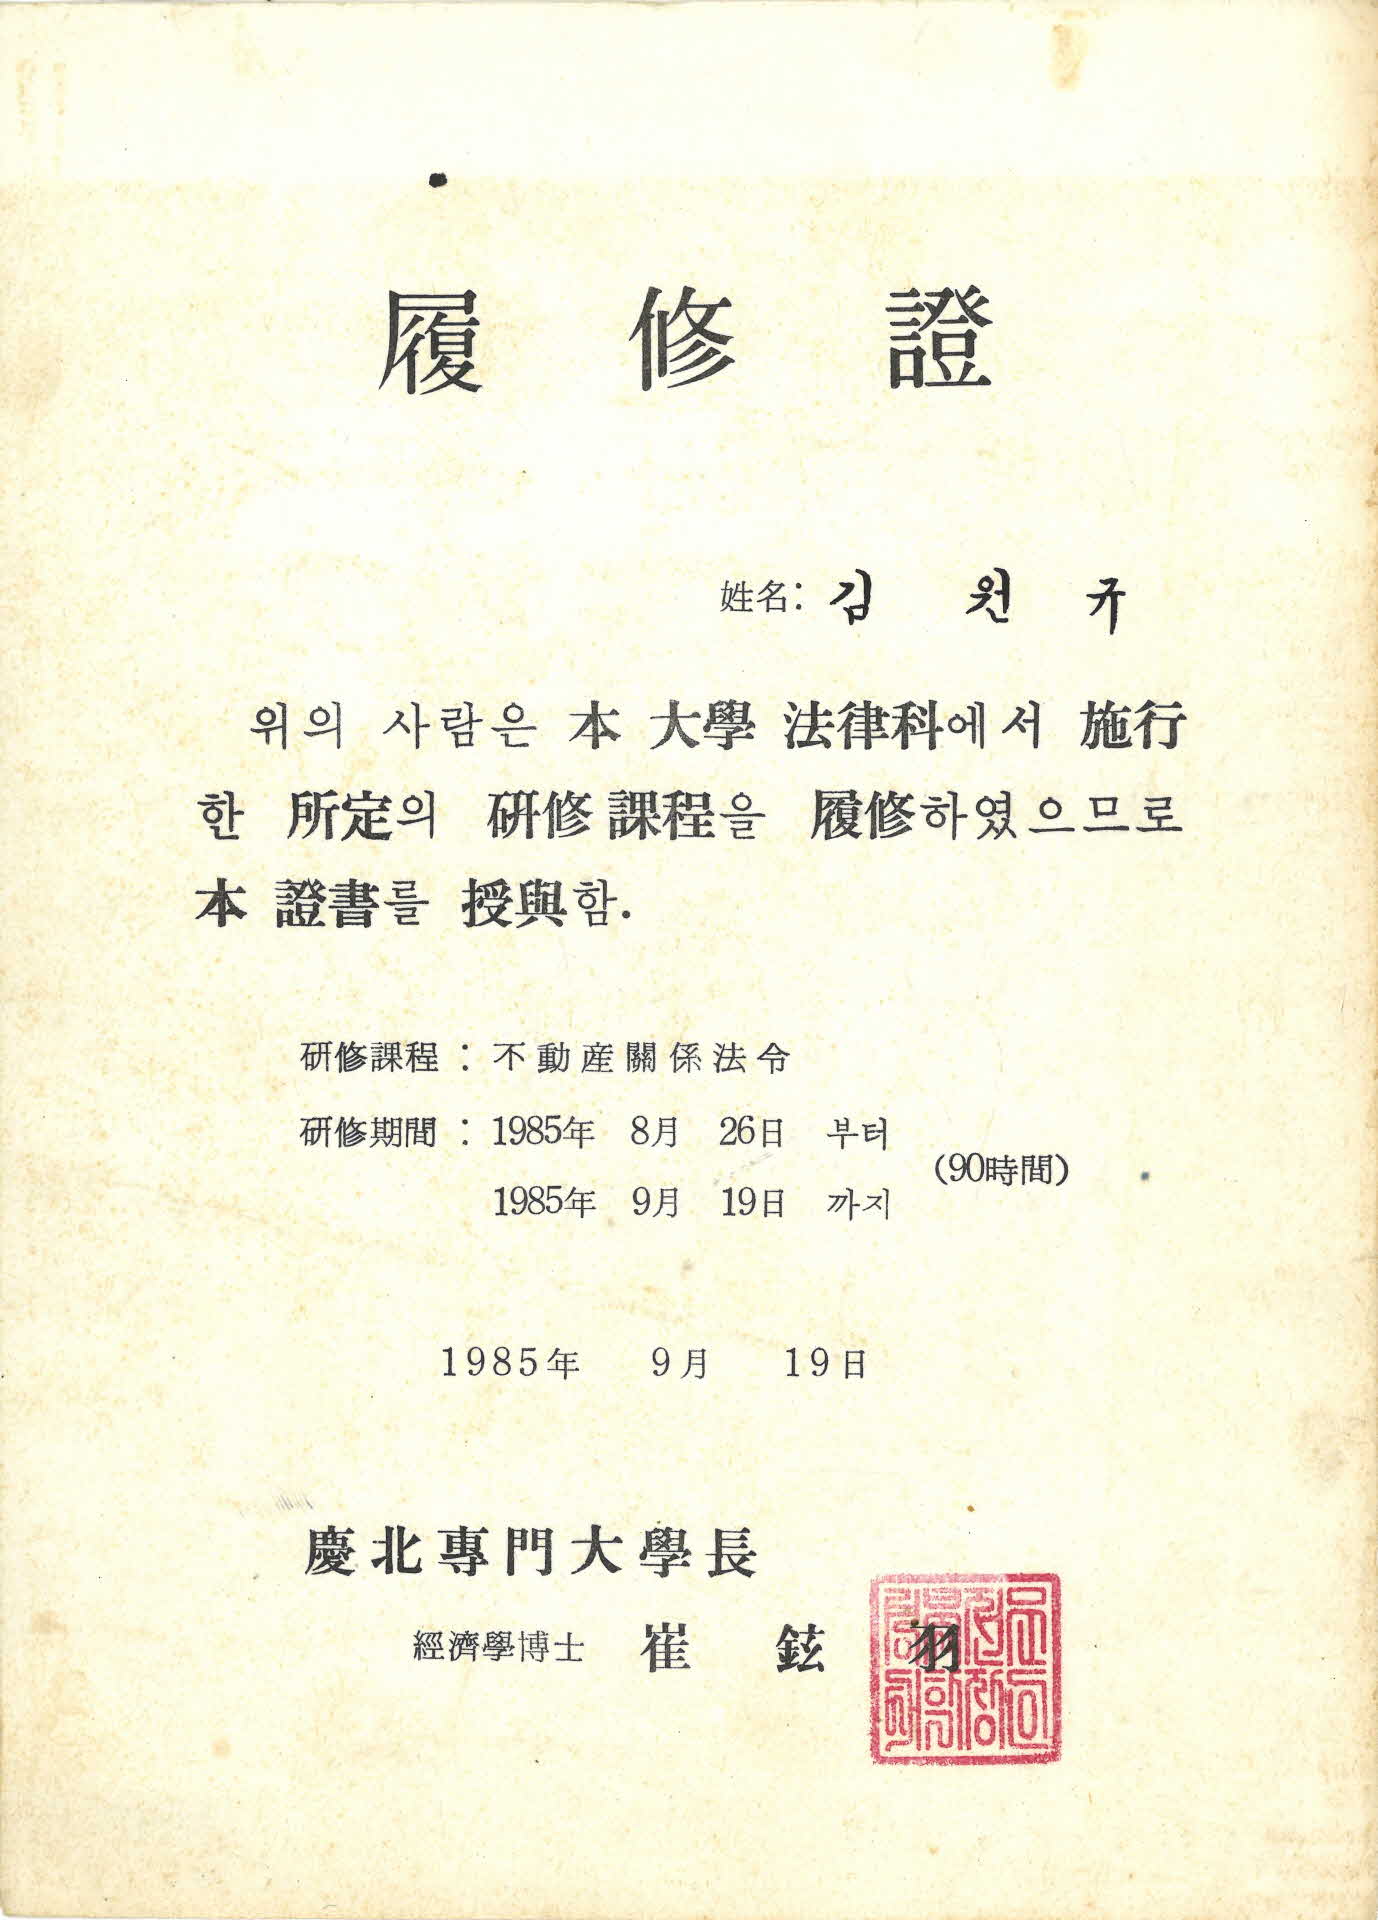 履修證
姓名: 김원규
위의 사람은 本 大學 法律科에서 施行
한 所定의 硏修課程을 履修하였으므로
本 證書를 授與함.
硏修課程 : 不動産關係法令
硏修期間 : 1985年 8月 26日 부터
(90時間)
1985年 9月 19日 까지
1985年 9月 19日
慶北專門大學長
經濟學博士 崔鉉羽